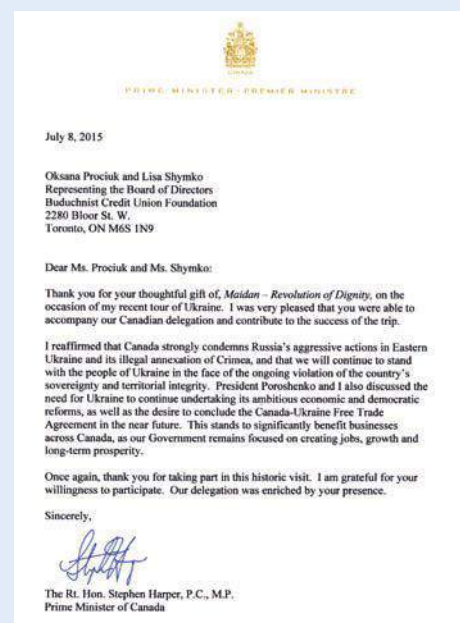 CANADA
PRIME MINISTER · PREMIER MINISTRE
July 8, 2015
Oksana Prociuk and Lisa Shymko
Representing the Board of Directors
Buduchnist Credit Union Foundation
2280 Bloor St. W.
Toronto, ON M6S 1N9
Dear Ms. Prociuk and Ms. Shymko:
Thank you for your thoughtful gift of, Maidan – Revolution of Dignity, on the
occasion of my recent tour of Ukraine. I was very pleased that you were able to
accompany our Canadian delegation and contribute to the success of the trip.
I reaffirmed that Canada strongly condemns Russia's aggressive actions in Eastern
Ukraine and its illegal annexation of Crimea, and that we will continue to stand
with the people of Ukraine in the face of the ongoing violation of the country's
sovereignty and territorial integrity. President Poroshenko and I also discussed the
need for Ukraine to continue undertaking its ambitious economic and democratic
reforms, as well as the desire to conclude the Canada-Ukraine Free Trade
Agreement in the near future. This stands to significantly benefit businesses
across Canada, as our Government remains focused on creating jobs, growth and
long-term prosperity.
Once again, thank you for taking part in this historic visit. I am grateful for your
willingness to participate. Our delegation was enriched by your presence.
Sincerely,
The Rt. Hon. Stephen Harper, P.C., M.P.
Prime Minister of Canada